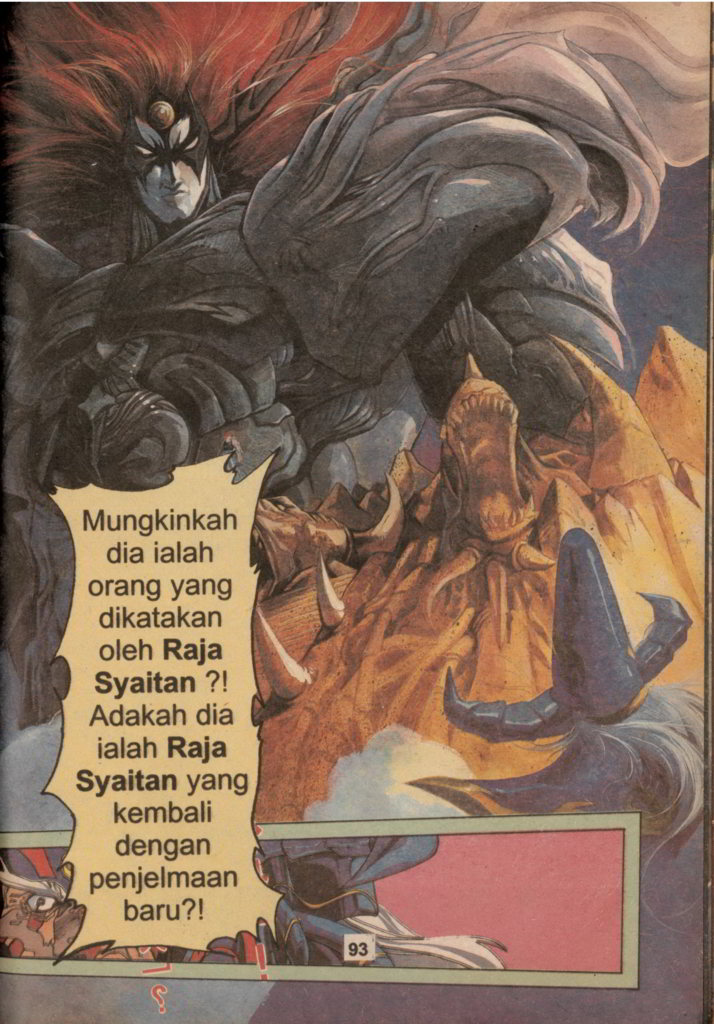 Mungkinkah
dia ialah
orang yang
dikatakan
oleh Raja
Syaitan ?!
Adakah dia
ialah Raja
Syaitan yang
kembali
dengan
penjelmaan
baru?!
93